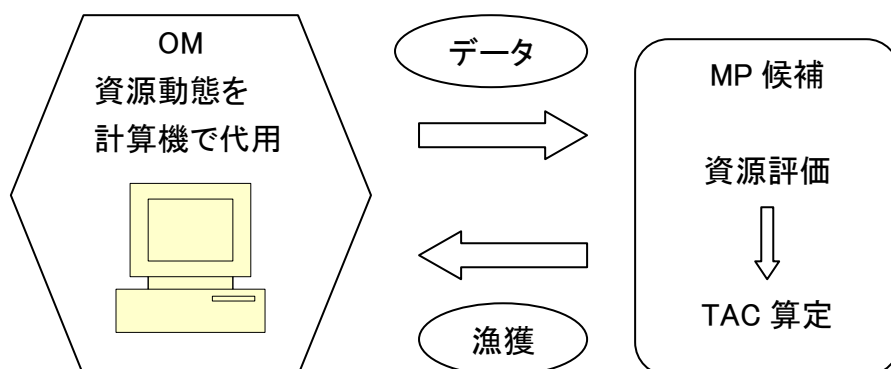 OM
資源動態を
計算機で代用
データ
漁獲
MP 候補
資源評価
TAC 算定